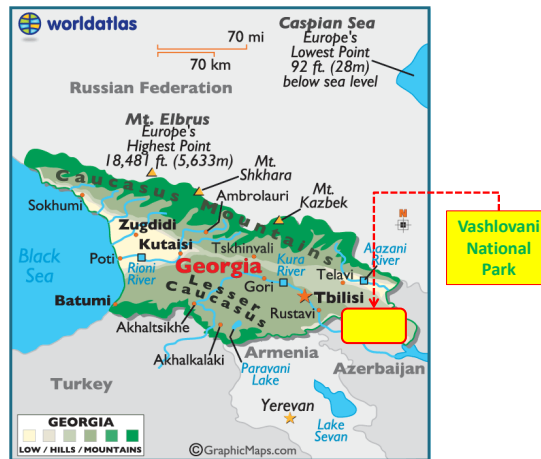 worldatlas
70 mi
70 km
Caspian Sea
Europe's
Lowest Point
92 ft. (28m)
below sea level
Russian Federation
Mt. Elbrus
Europe's
Highest Point
18,481 ft. (5,633m)
Mt.
Shkhara
Caucasus Mountains
Ambrolauri
Mt.
Kazbek
Sokhumi
Zugdidi
Kutaisi
Tskhinvali
N
Alazani
River
Vashlovani
National
Park
Black
Sea
Poti
Rioni
River
Georgia
Kura
River
Telavi
Gori
Tbilisi
Lesser
Caucasus
Batumi
Rustavi
Akhaltsikhe
Akhalkalaki
Armenia
Paravani
Lake
Azerbaijan
Turkey
Yerevan
Lake
Sevan
GEORGIA
LOW / HILLS / MOUNTAINS
©GraphicMaps.com